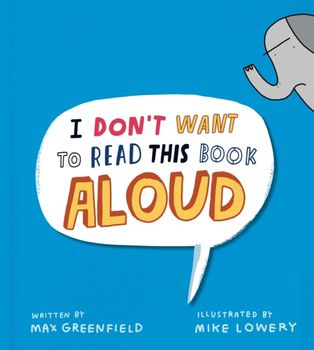 I DON'T WANT
TO READ THIS BOOK
ALOUD
WRITTEN BY
MAX GREENFIELD
ILLUSTRATED BY
MIKE LOWERY